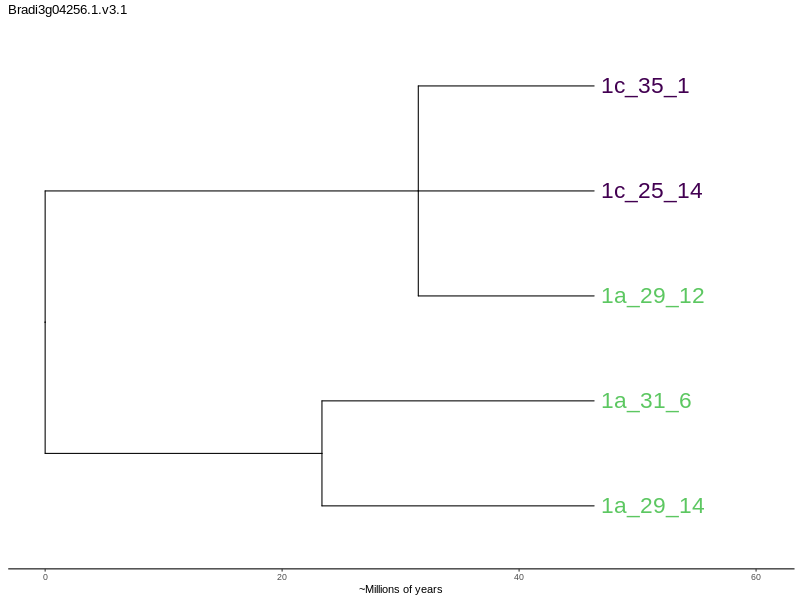 Bradi3g04256.1.v3.1
1c_35_1
1c_25_14
1a_29_12
1a_31_6
1a_29_14
0 20 40 60
~Millions of years